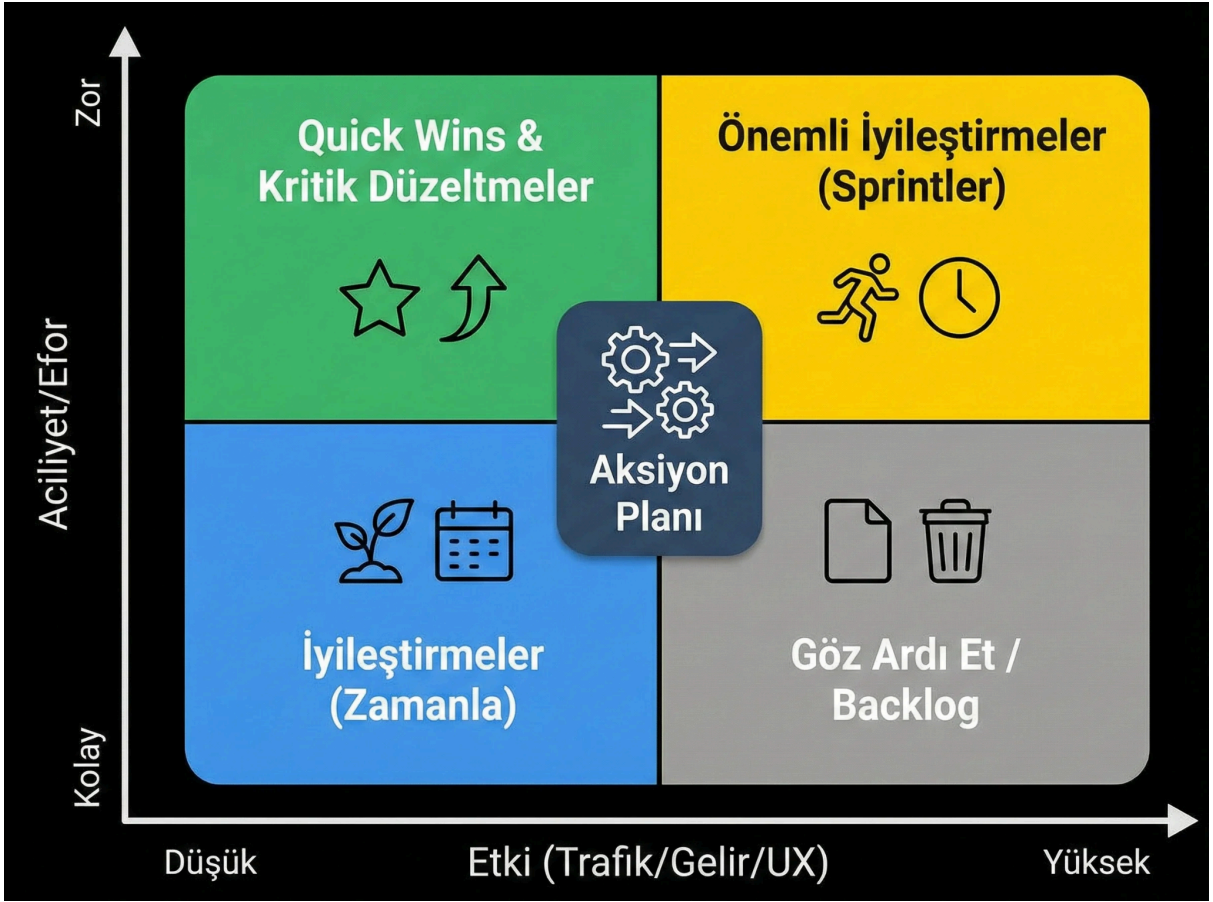 Zor
Aciliyet/Efor
Kolay
Quick Wins &
Kritik Düzeltmeler
Önemli İyileştirmeler
(Sprintler)
Aksiyon
Planı
İyileştirmeler
(Zamanla)
Göz Ardı Et /
Backlog
Düşük
Etki (Trafik/Gelir/UX)
Yüksek